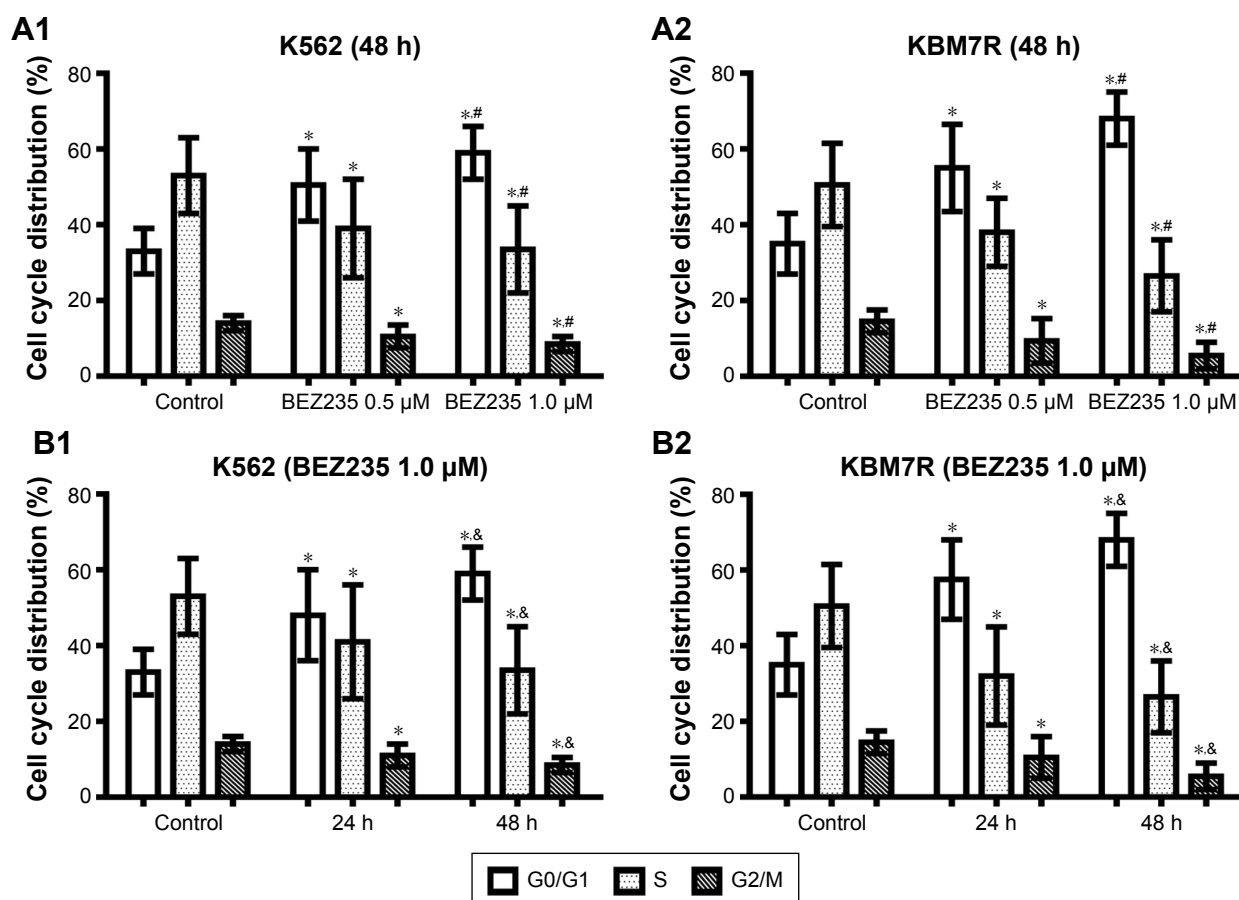 A1
K562 (48 h)
Cell cycle distribution (%)
80
60
40
20
0
*
*
*
*,#
*,#
*,#
Control
BEZ235 0.5 µM
BEZ235 1.0 µM
A2
KBM7R (48 h)
Cell cycle distribution (%)
80
60
40
20
0
*
*
*
*,#
*,#
*,#
Control
BEZ235 0.5 µM
BEZ235 1.0 µM
B1
K562 (BEZ235 1.0 µM)
Cell cycle distribution (%)
80
60
40
20
0
*
*
*
*,&
*,&
*,&
Control
24 h
48 h
B2
KBM7R (BEZ235 1.0 µM)
Cell cycle distribution (%)
80
60
40
20
0
*
*
*
*,&
*,&
*,&
Control
24 h
48 h
G0/G1
S
G2/M